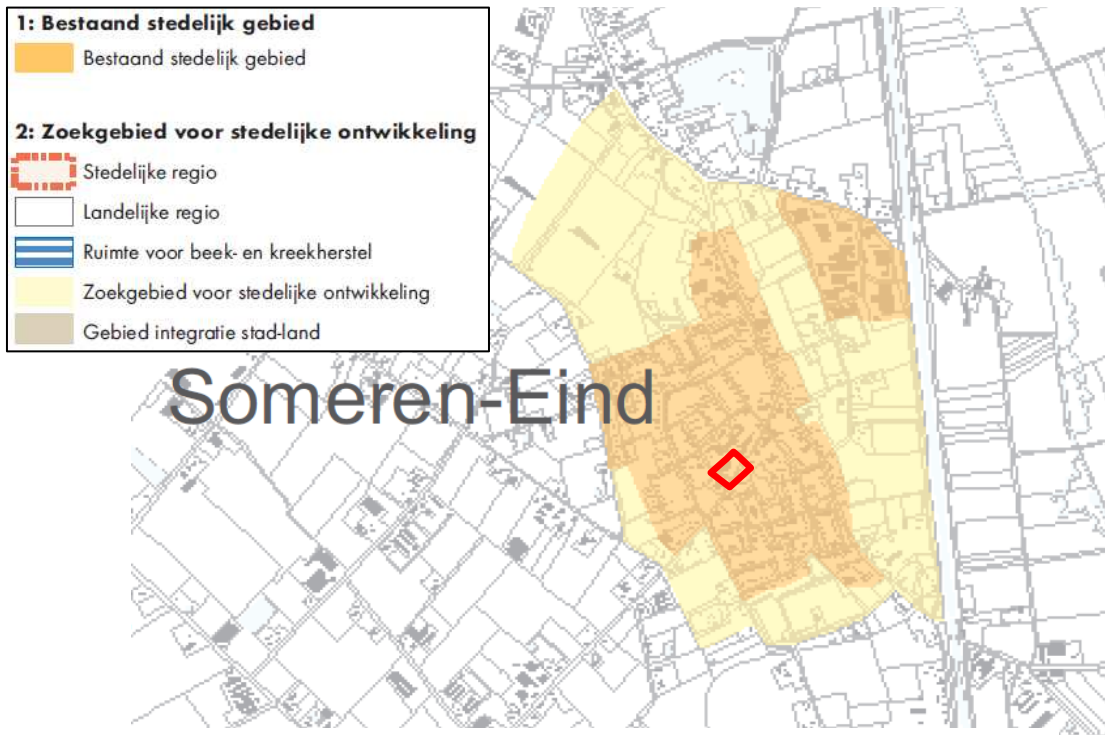 1: Bestaand stedelijk gebied
Bestaand stedelijk gebied
2: Zoekgebied voor stedelijke ontwikkeling
Stedelijke regio
Landelijke regio
Ruimte voor beek- en kreekherstel
Zoekgebied voor stedelijke ontwikkeling
Gebied integratie stad-land
Someren-Eind